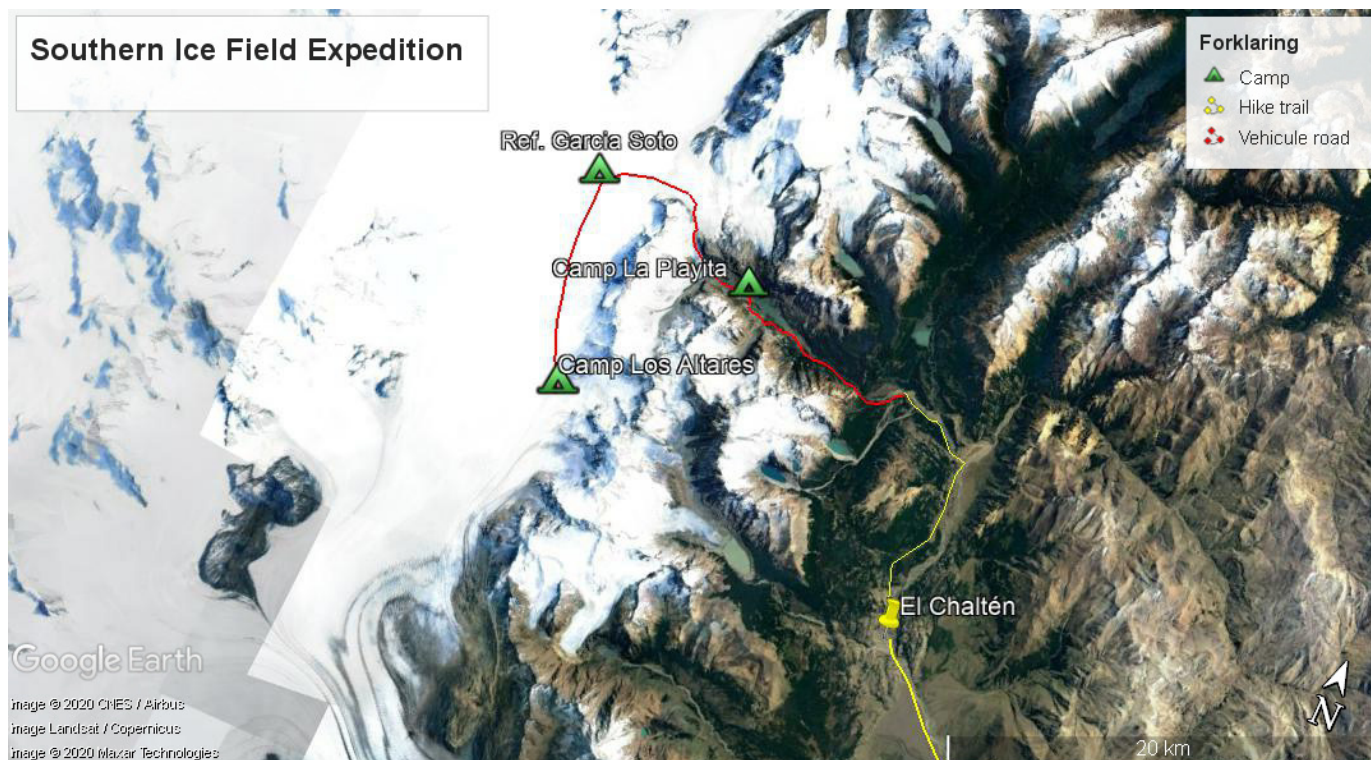 Southern Ice Field Expedition
Forklaring
Camp
Hike trail
Vehicule road
Ref. Garcia Soto
Camp La Playita
Camp Los Altares
El Chaltén
Google Earth
Image © 2020 CNES / Airbus
Image Landsat / Copernicus
Image © 2020 Maxar Technologies
N
20 km